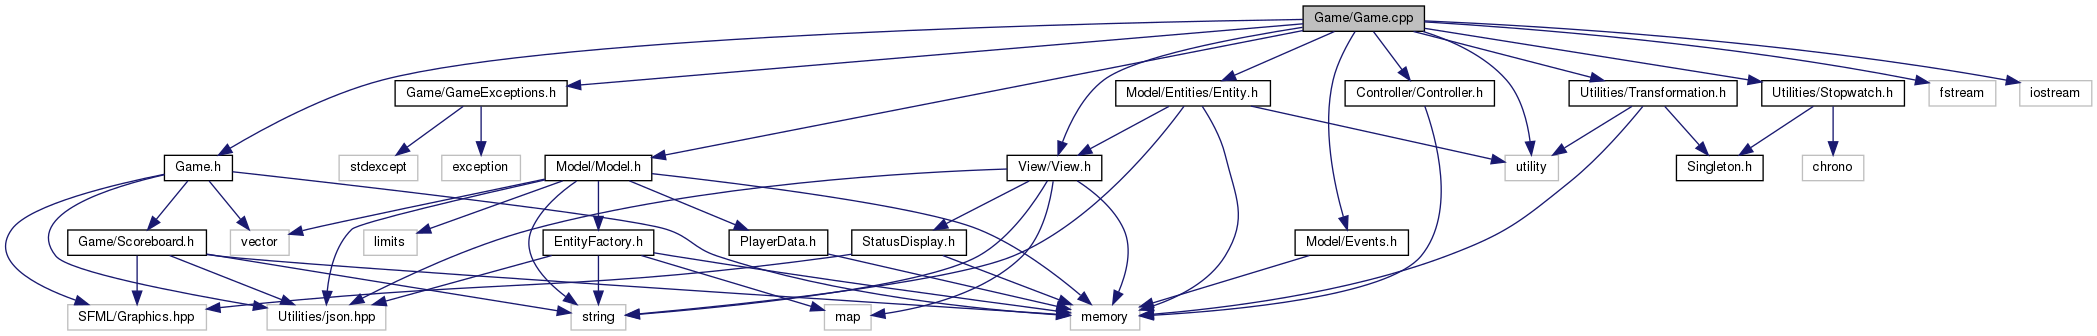 Game/Game.cpp
Game/GameExceptions.h
Model/Entities/Entity.h
Controller/Controller.h
Utilities/Transformation.h
Utilities/Stopwatch.h
fstream
iostream
Game.h
stdexcept
exception
Model/Model.h
View/View.h
utility
Singleton.h
chrono
Game/Scoreboard.h
vector
limits
EntityFactory.h
PlayerData.h
StatusDisplay.h
Model/Events.h
SFML/Graphics.hpp
Utilities/json.hpp
string
map
memory